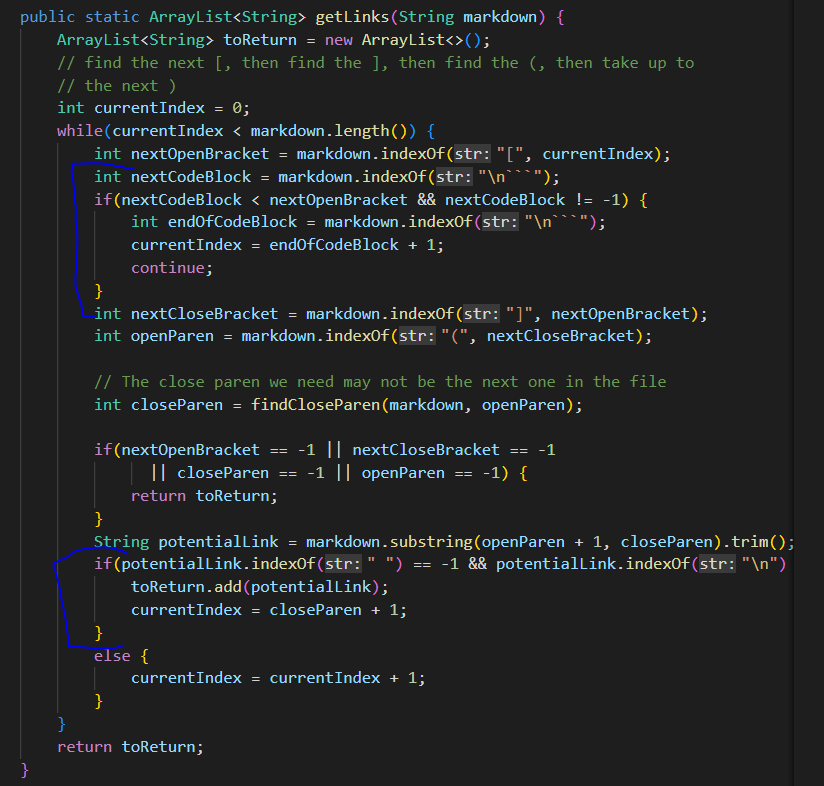 public static ArrayList<String> getLinks(String markdown) {
    ArrayList<String> toReturn = new ArrayList<>();
    // find the next [, then find the ], then find the (, then take up to
    // the next )
    int currentIndex = 0;
    while(currentIndex < markdown.length()) {
        int nextOpenBracket = markdown.indexOf(str: "[", currentIndex);
        int nextCodeBlock = markdown.indexOf(str: "\n```");
        if(nextCodeBlock < nextOpenBracket && nextCodeBlock != -1) {
            int endOfCodeBlock = markdown.indexOf(str: "\n```");
            currentIndex = endOfCodeBlock + 1;
            continue;
        }
        int nextCloseBracket = markdown.indexOf(str: "]", nextOpenBracket);
        int openParen = markdown.indexOf(str: "(", nextCloseBracket);
        // The close paren we need may not be the next one in the file
        int closeParen = findCloseParen(markdown, openParen);
        if(nextOpenBracket == -1 || nextCloseBracket == -1
              || closeParen == -1 || openParen == -1) {
            return toReturn;
        }
        String potentialLink = markdown.substring(openParen + 1, closeParen).trim();
        if(potentialLink.indexOf(str: " ") == -1 && potentialLink.indexOf(str: "\n")
            toReturn.add(potentialLink);
            currentIndex = closeParen + 1;
        }
        else {
            currentIndex = currentIndex + 1;
        }
    }
    return toReturn;
}